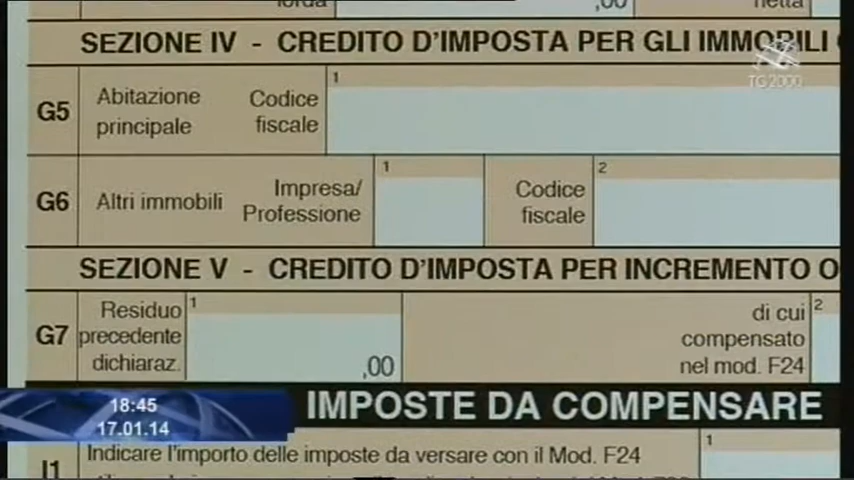 lorda
,00
netta
SEZIONE IV - CREDITO D'IMPOSTA PER GLI IMMOBILI
TG2000
G5
Abitazione principale
Codice fiscale
1
G6
Altri immobili
Impresa/ Professione
1
Codice fiscale
2
SEZIONE V - CREDITO D'IMPOSTA PER INCREMENTO O
G7
Residuo precedente dichiaraz.
1
,00
di cui compensato nel mod. F24
2
18:45
17.01.14
IMPOSTE DA COMPENSARE
I1
Indicare l'importo delle imposte da versare con il Mod. F24
1